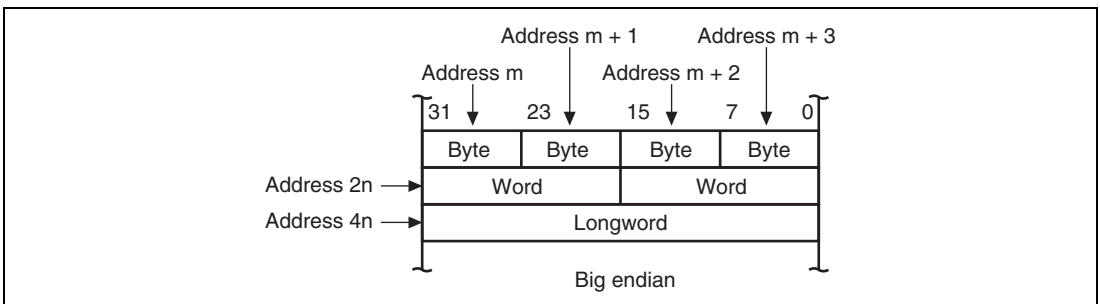 Address m + 1 Address m + 3
Address m Address m + 2
31 23 15 7 0
Byte Byte Byte Byte
Address 2n Word Word
Address 4n Longword
Big endian